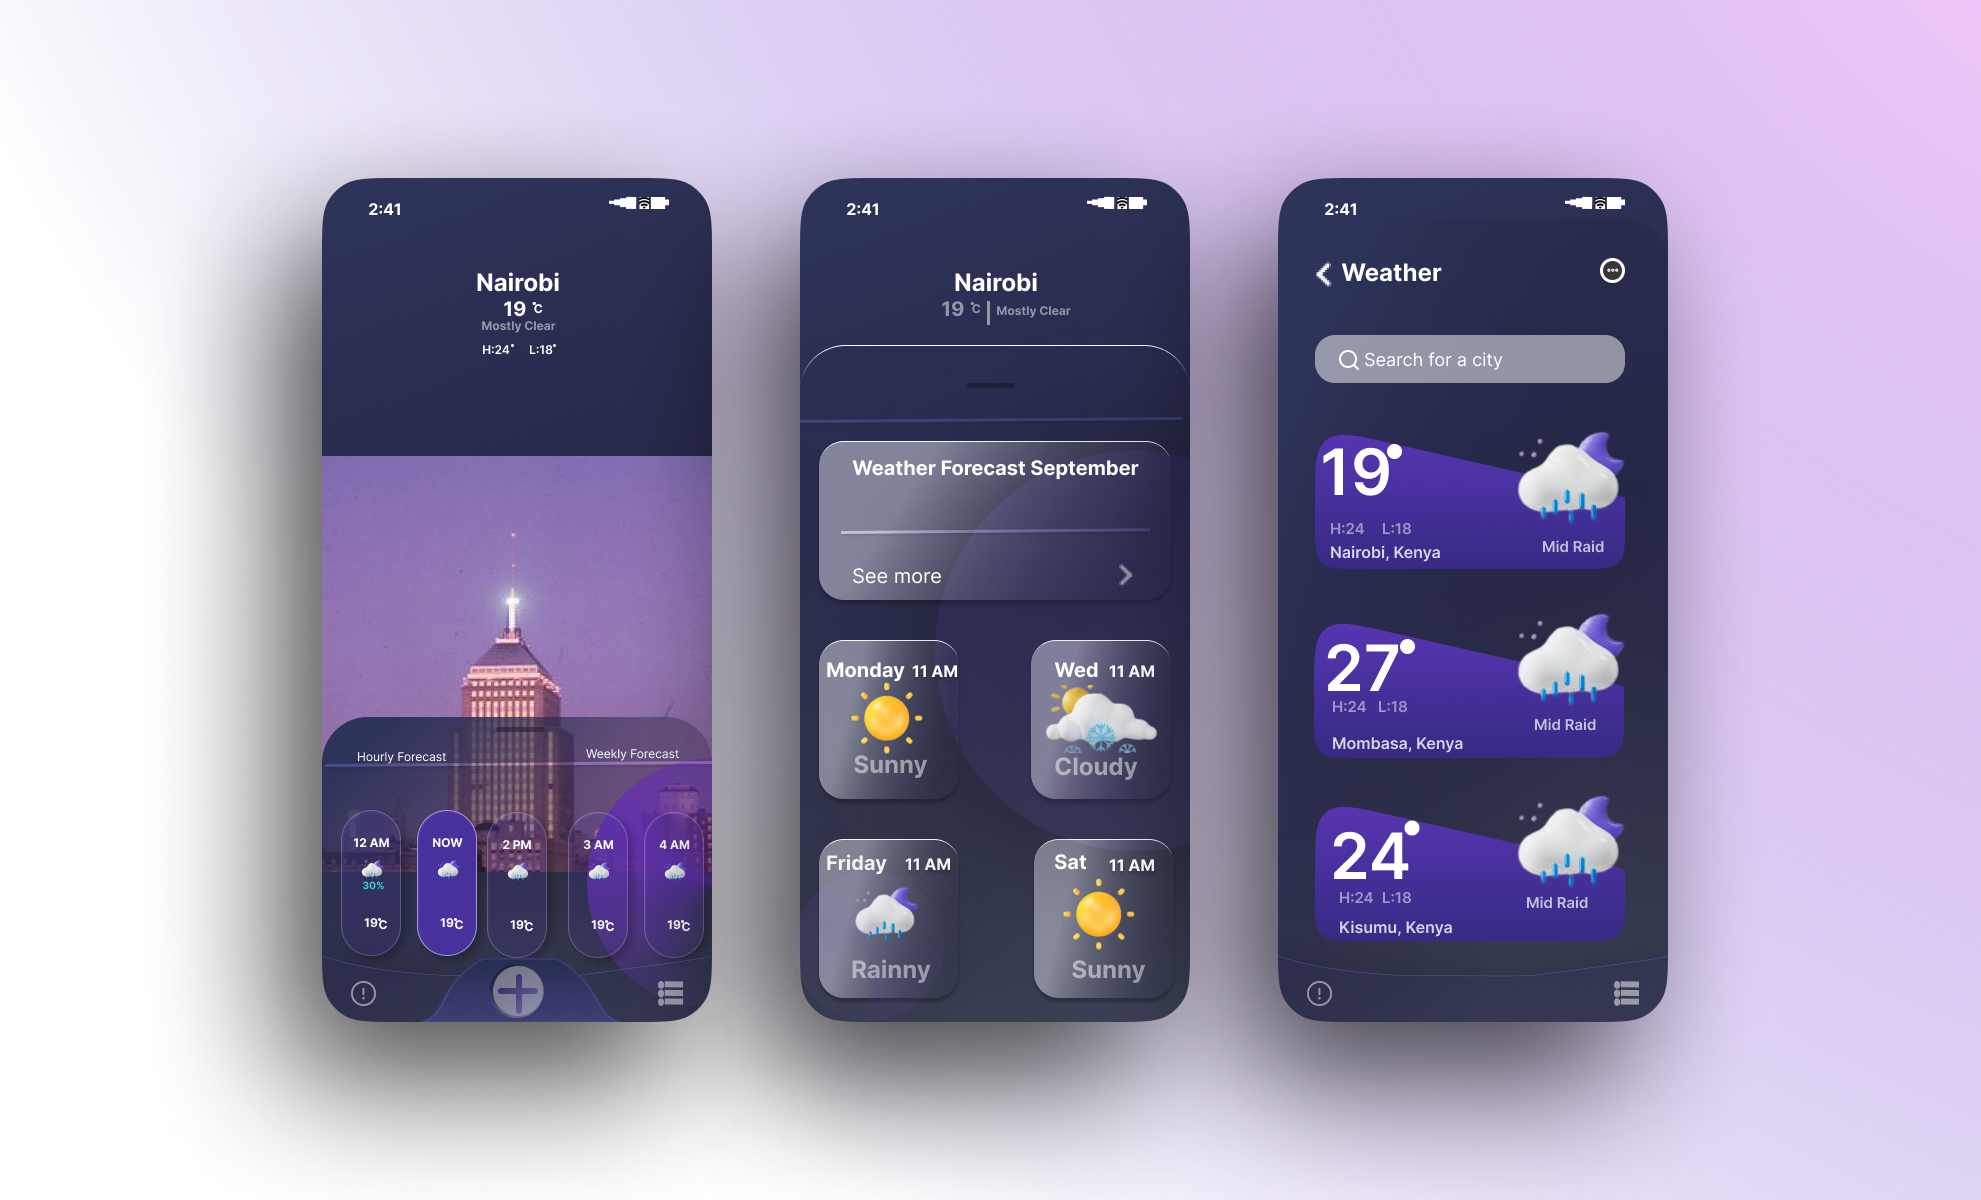 2:41
Nairobi
19 °C
Mostly Clear
H:24° L:18°
Hourly Forecast Weekly Forecast
12 AM NOW 2 PM 3 AM 4 AM
30%
19°C 19°C 19°C 19°C 19°C
2:41
Nairobi
19 °C | Mostly Clear
Weather Forecast September
See more
Monday 11 AM
Sunny
Wed 11 AM
Cloudy
Friday 11 AM
Rainny
Sat 11 AM
Sunny
2:41
Weather
Search for a city
19°
H:24 L:18
Nairobi, Kenya
Mid Raid
27°
H:24 L:18
Mombasa, Kenya
Mid Raid
24°
H:24 L:18
Kisumu, Kenya
Mid Raid